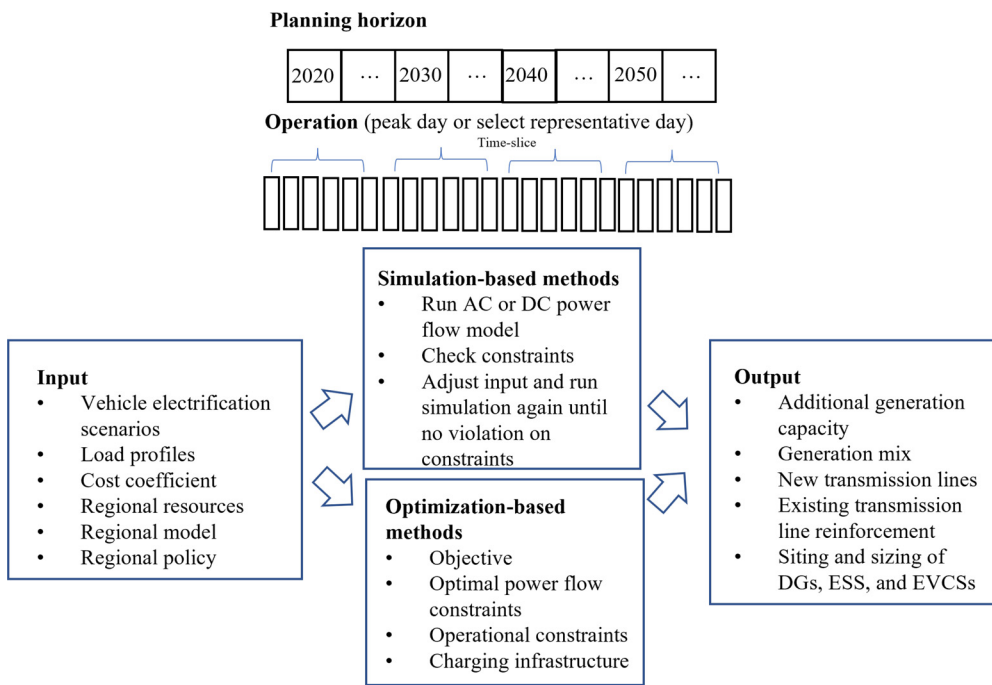 Planning horizon
2020 … 2030 … 2040 … 2050 …
Operation (peak day or select representative day)
Time-slice
Input
• Vehicle electrification
scenarios
• Load profiles
• Cost coefficient
• Regional resources
• Regional model
• Regional policy
Simulation-based methods
• Run AC or DC power
flow model
• Check constraints
• Adjust input and run
simulation again until
no violation on
constraints
Optimization-based
methods
• Objective
• Optimal power flow
constraints
• Operational constraints
• Charging infrastructure
Output
• Additional generation
capacity
• Generation mix
• New transmission lines
• Existing transmission
line reinforcement
• Siting and sizing of
DGs, ESS, and EVCSs